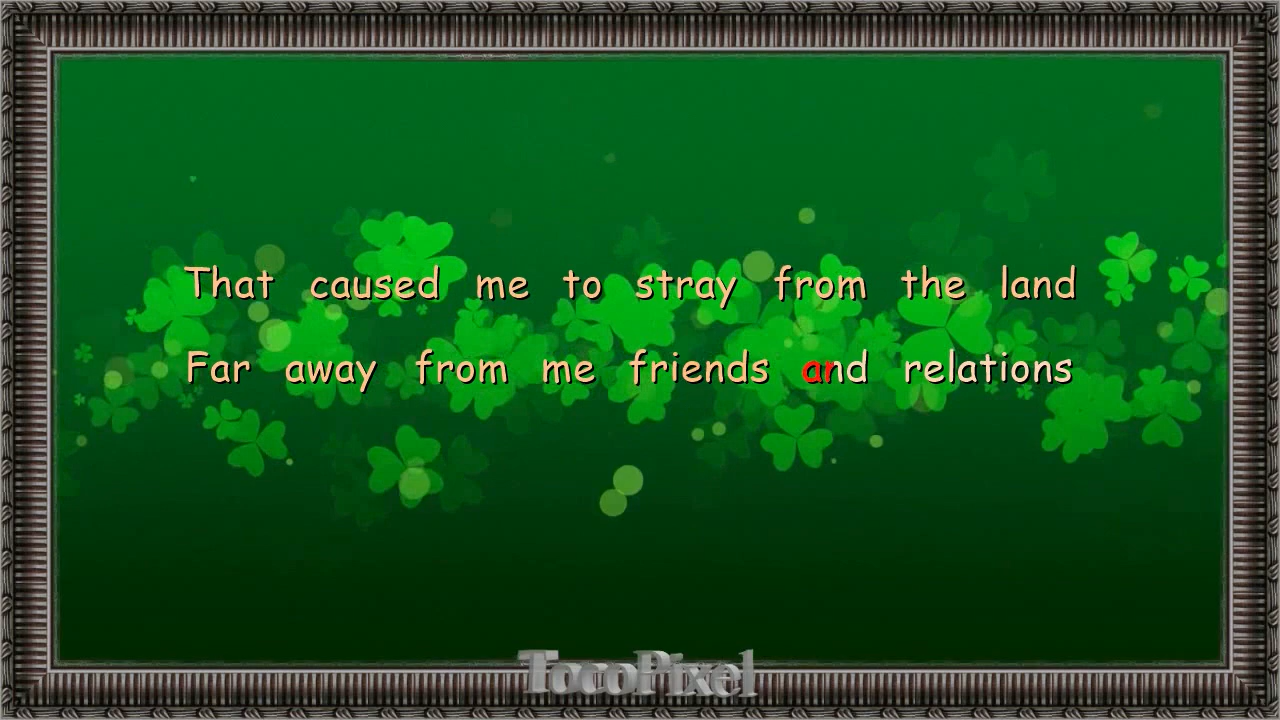 That caused me to stray from the land
Far away from me friends and relations
TocoPixel